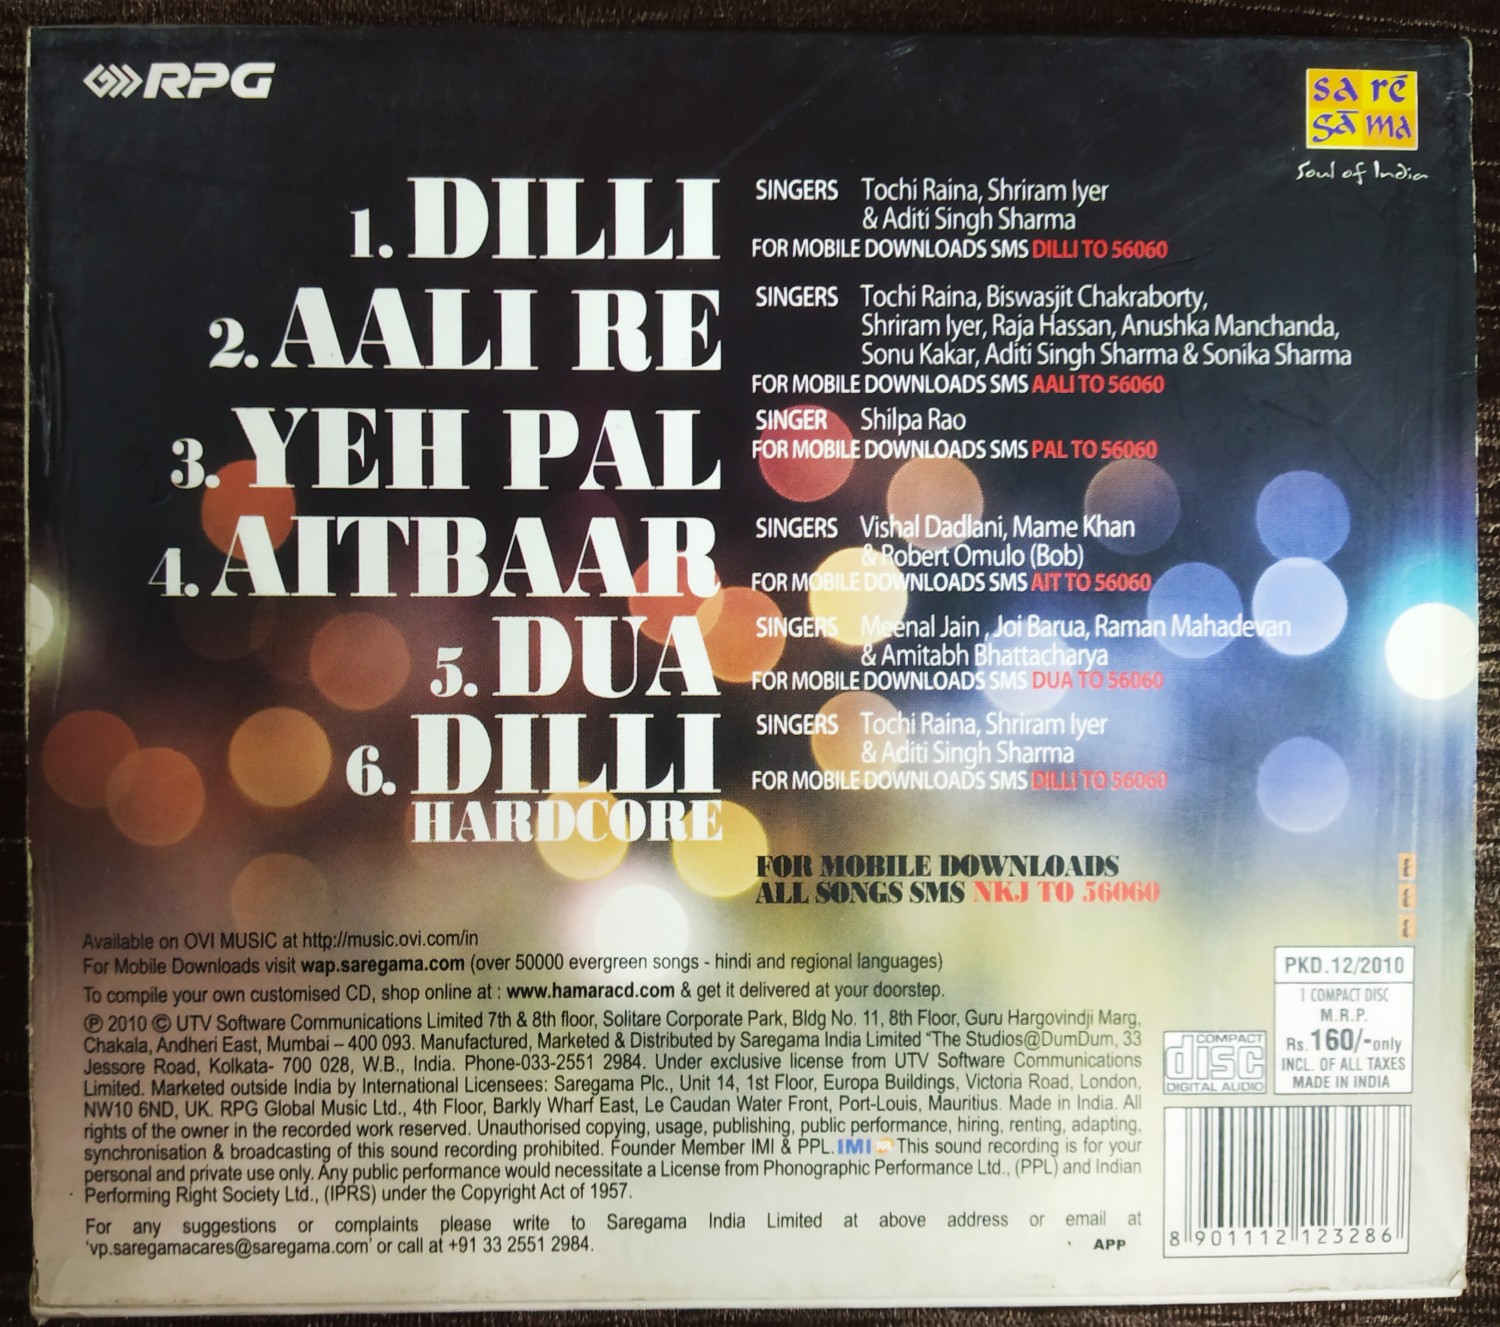 RPG
sa rē
gā ma
Soul of India
1. DILLI
SINGERS Tochi Raina, Shriram Iyer
& Aditi Singh Sharma
FOR MOBILE DOWNLOADS SMS DILLI TO 56060
2. AALI RE
SINGERS Tochi Raina, Biswasjit Chakraborty,
Shriram Iyer, Raja Hassan, Anushka Manchanda,
Sonu Kakar, Aditi Singh Sharma & Sonika Sharma
FOR MOBILE DOWNLOADS SMS AALI TO 56060
3. YEH PAL
SINGER Shilpa Rao
FOR MOBILE DOWNLOADS SMS PAL TO 56060
4. AITBAAR
SINGERS Vishal Dadlani, Mame Khan
& Robert Omulo (Bob)
FOR MOBILE DOWNLOADS SMS AIT TO 56060
5. DUA
SINGERS Meenal Jain , Joi Barua, Raman Mahadevan
& Amitabh Bhattacharya
FOR MOBILE DOWNLOADS SMS DUA TO 56060
6. DILLI
HARDCORE
SINGERS Tochi Raina, Shriram Iyer
& Aditi Singh Sharma
FOR MOBILE DOWNLOADS SMS DILLI TO 56060
FOR MOBILE DOWNLOADS
ALL SONGS SMS NKJ TO 56060
Available on OVI MUSIC at http://music.ovi.com/in
For Mobile Downloads visit wap.saregama.com (over 50000 evergreen songs - hindi and regional languages)
To compile your own customised CD, shop online at : www.hamaracd.com & get it delivered at your doorstep.
℗ 2010 © UTV Software Communications Limited 7th & 8th floor, Solitare Corporate Park, Bldg No. 11, 8th Floor, Guru Hargovindji Marg,
Chakala, Andheri East, Mumbai – 400 093. Manufactured, Marketed & Distributed by Saregama India Limited “The Studios@DumDum, 33
Jessore Road, Kolkata- 700 028, W.B., India. Phone-033-2551 2984. Under exclusive license from UTV Software Communications
Limited. Marketed outside India by International Licensees: Saregama Plc., Unit 14, 1st Floor, Europa Buildings, Victoria Road, London,
NW10 6ND, UK. RPG Global Music Ltd., 4th Floor, Barkly Wharf East, Le Caudan Water Front, Port-Louis, Mauritius. Made in India. All
rights of the owner in the recorded work reserved. Unauthorised copying, usage, publishing, public performance, hiring, renting, adapting,
synchronisation & broadcasting of this sound recording prohibited. Founder Member IMI & PPL. IMI This sound recording is for your
personal and private use only. Any public performance would necessitate a License from Phonographic Performance Ltd., (PPL) and Indian
Performing Right Society Ltd., (IPRS) under the Copyright Act of 1957.
For any suggestions or complaints please write to Saregama India Limited at above address or email at
'vp.saregamacares@saregama.com' or call at +91 33 2551 2984.
APP
PKD.12/2010
1 COMPACT DISC
M.R.P.
Rs.160/-only
INCL. OF ALL TAXES
MADE IN INDIA
COMPACT
disc
DIGITAL AUDIO
8 901112 123286